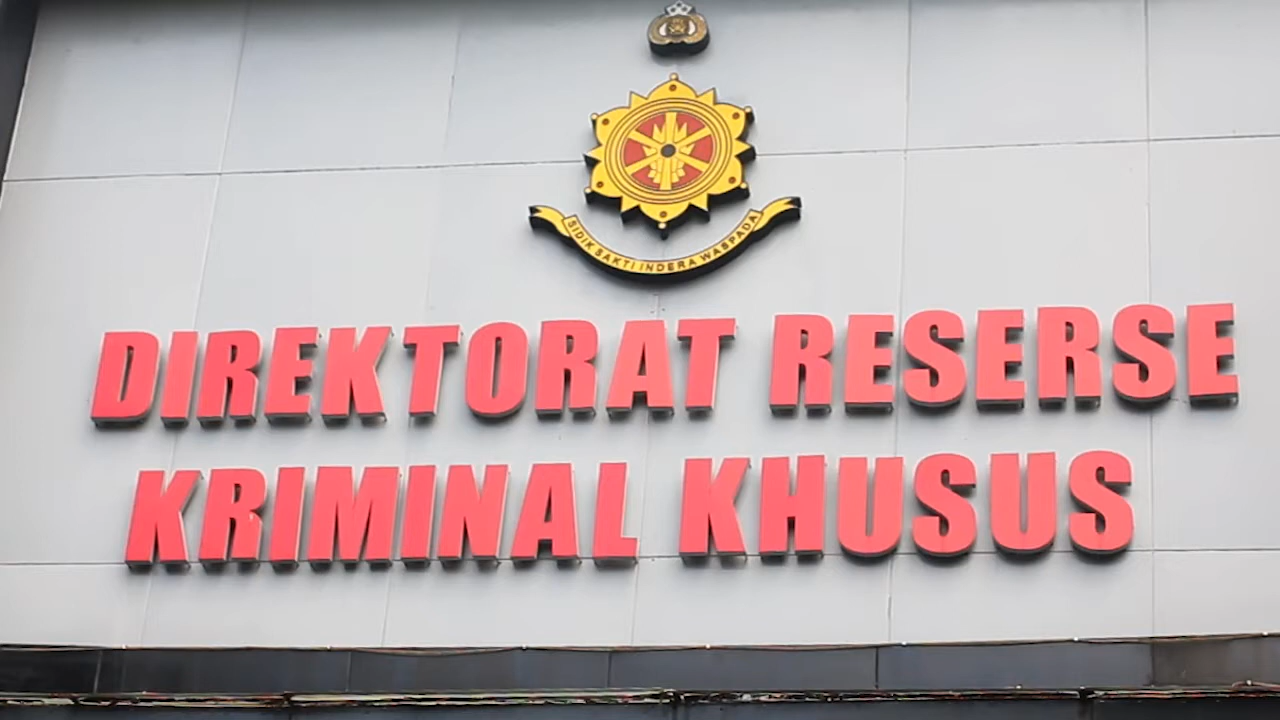 SIDIK SAKTI INDERA WASPADA
DIREKTORAT RESERSE
KRIMINAL KHUSUS